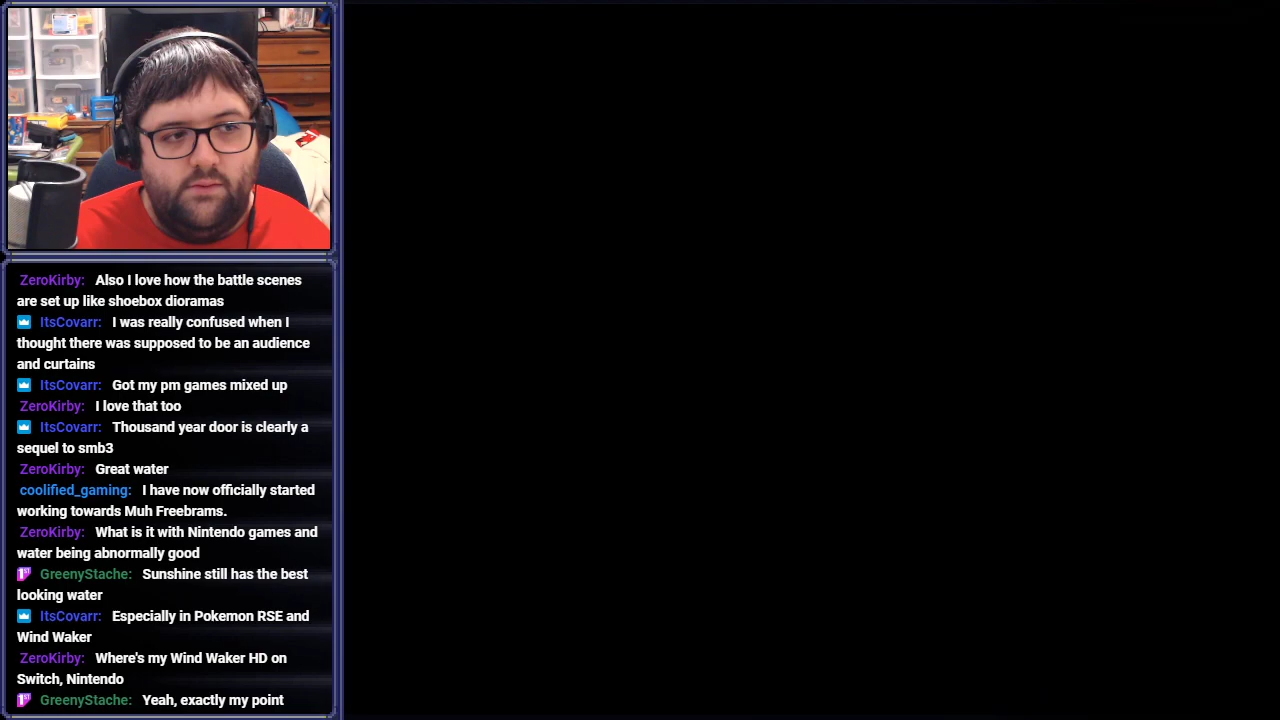 ZeroKirby: Also I love how the battle scenes
are set up like shoebox dioramas
ItsCovarr: I was really confused when I
thought there was supposed to be an audience
and curtains
ItsCovarr: Got my pm games mixed up
ZeroKirby: I love that too
ItsCovarr: Thousand year door is clearly a
sequel to smb3
ZeroKirby: Great water
coolified_gaming: I have now officially started
working towards Muh Freebrams.
ZeroKirby: What is it with Nintendo games and
water being abnormally good
GreenyStache: Sunshine still has the best
looking water
ItsCovarr: Especially in Pokemon RSE and
Wind Waker
ZeroKirby: Where's my Wind Waker HD on
Switch, Nintendo
GreenyStache: Yeah, exactly my point